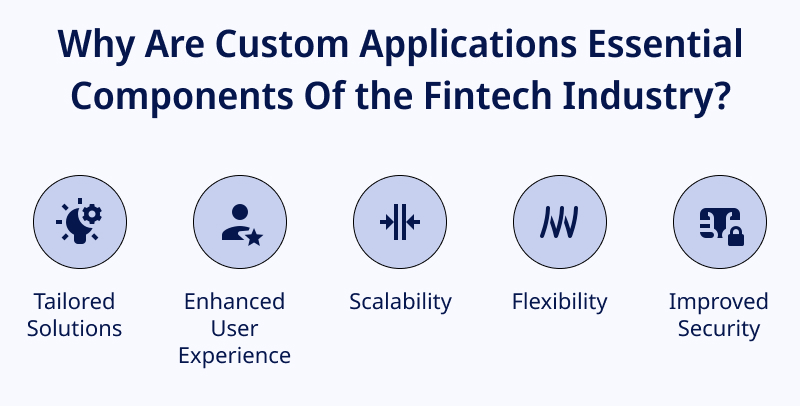 Why Are Custom Applications Essential
Components Of the Fintech Industry?
Tailored
Solutions
Enhanced
User
Experience
Scalability
Flexibility
Improved
Security